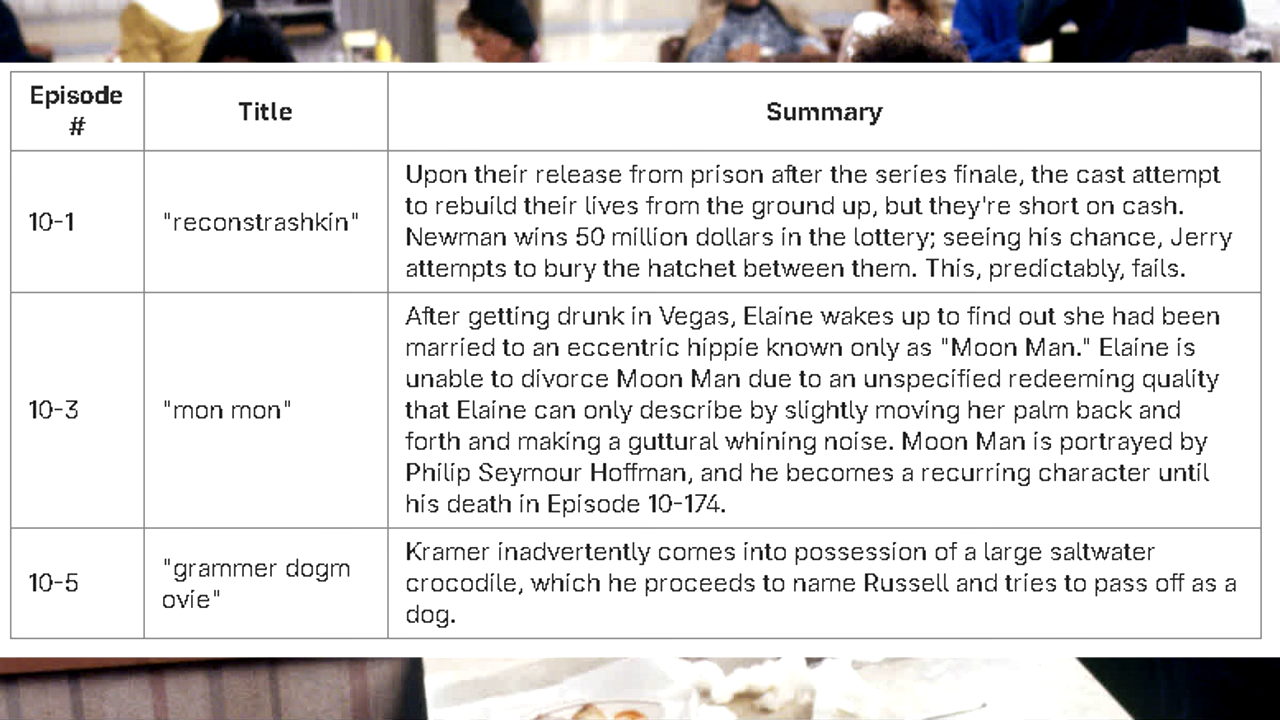 Episode
#
Title
Summary
10-1
"reconstrashkin"
Upon their release from prison after the series finale, the cast attempt
to rebuild their lives from the ground up, but they're short on cash.
Newman wins 50 million dollars in the lottery; seeing his chance, Jerry
attempts to bury the hatchet between them. This, predictably, fails.
10-3
"mon mon"
After getting drunk in Vegas, Elaine wakes up to find out she had been
married to an eccentric hippie known only as "Moon Man." Elaine is
unable to divorce Moon Man due to an unspecified redeeming quality
that Elaine can only describe by slightly moving her palm back and
forth and making a guttural whining noise. Moon Man is portrayed by
Philip Seymour Hoffman, and he becomes a recurring character until
his death in Episode 10-174.
10-5
"grammer dogm
ovie"
Kramer inadvertently comes into possession of a large saltwater
crocodile, which he proceeds to name Russell and tries to pass off as a
dog.